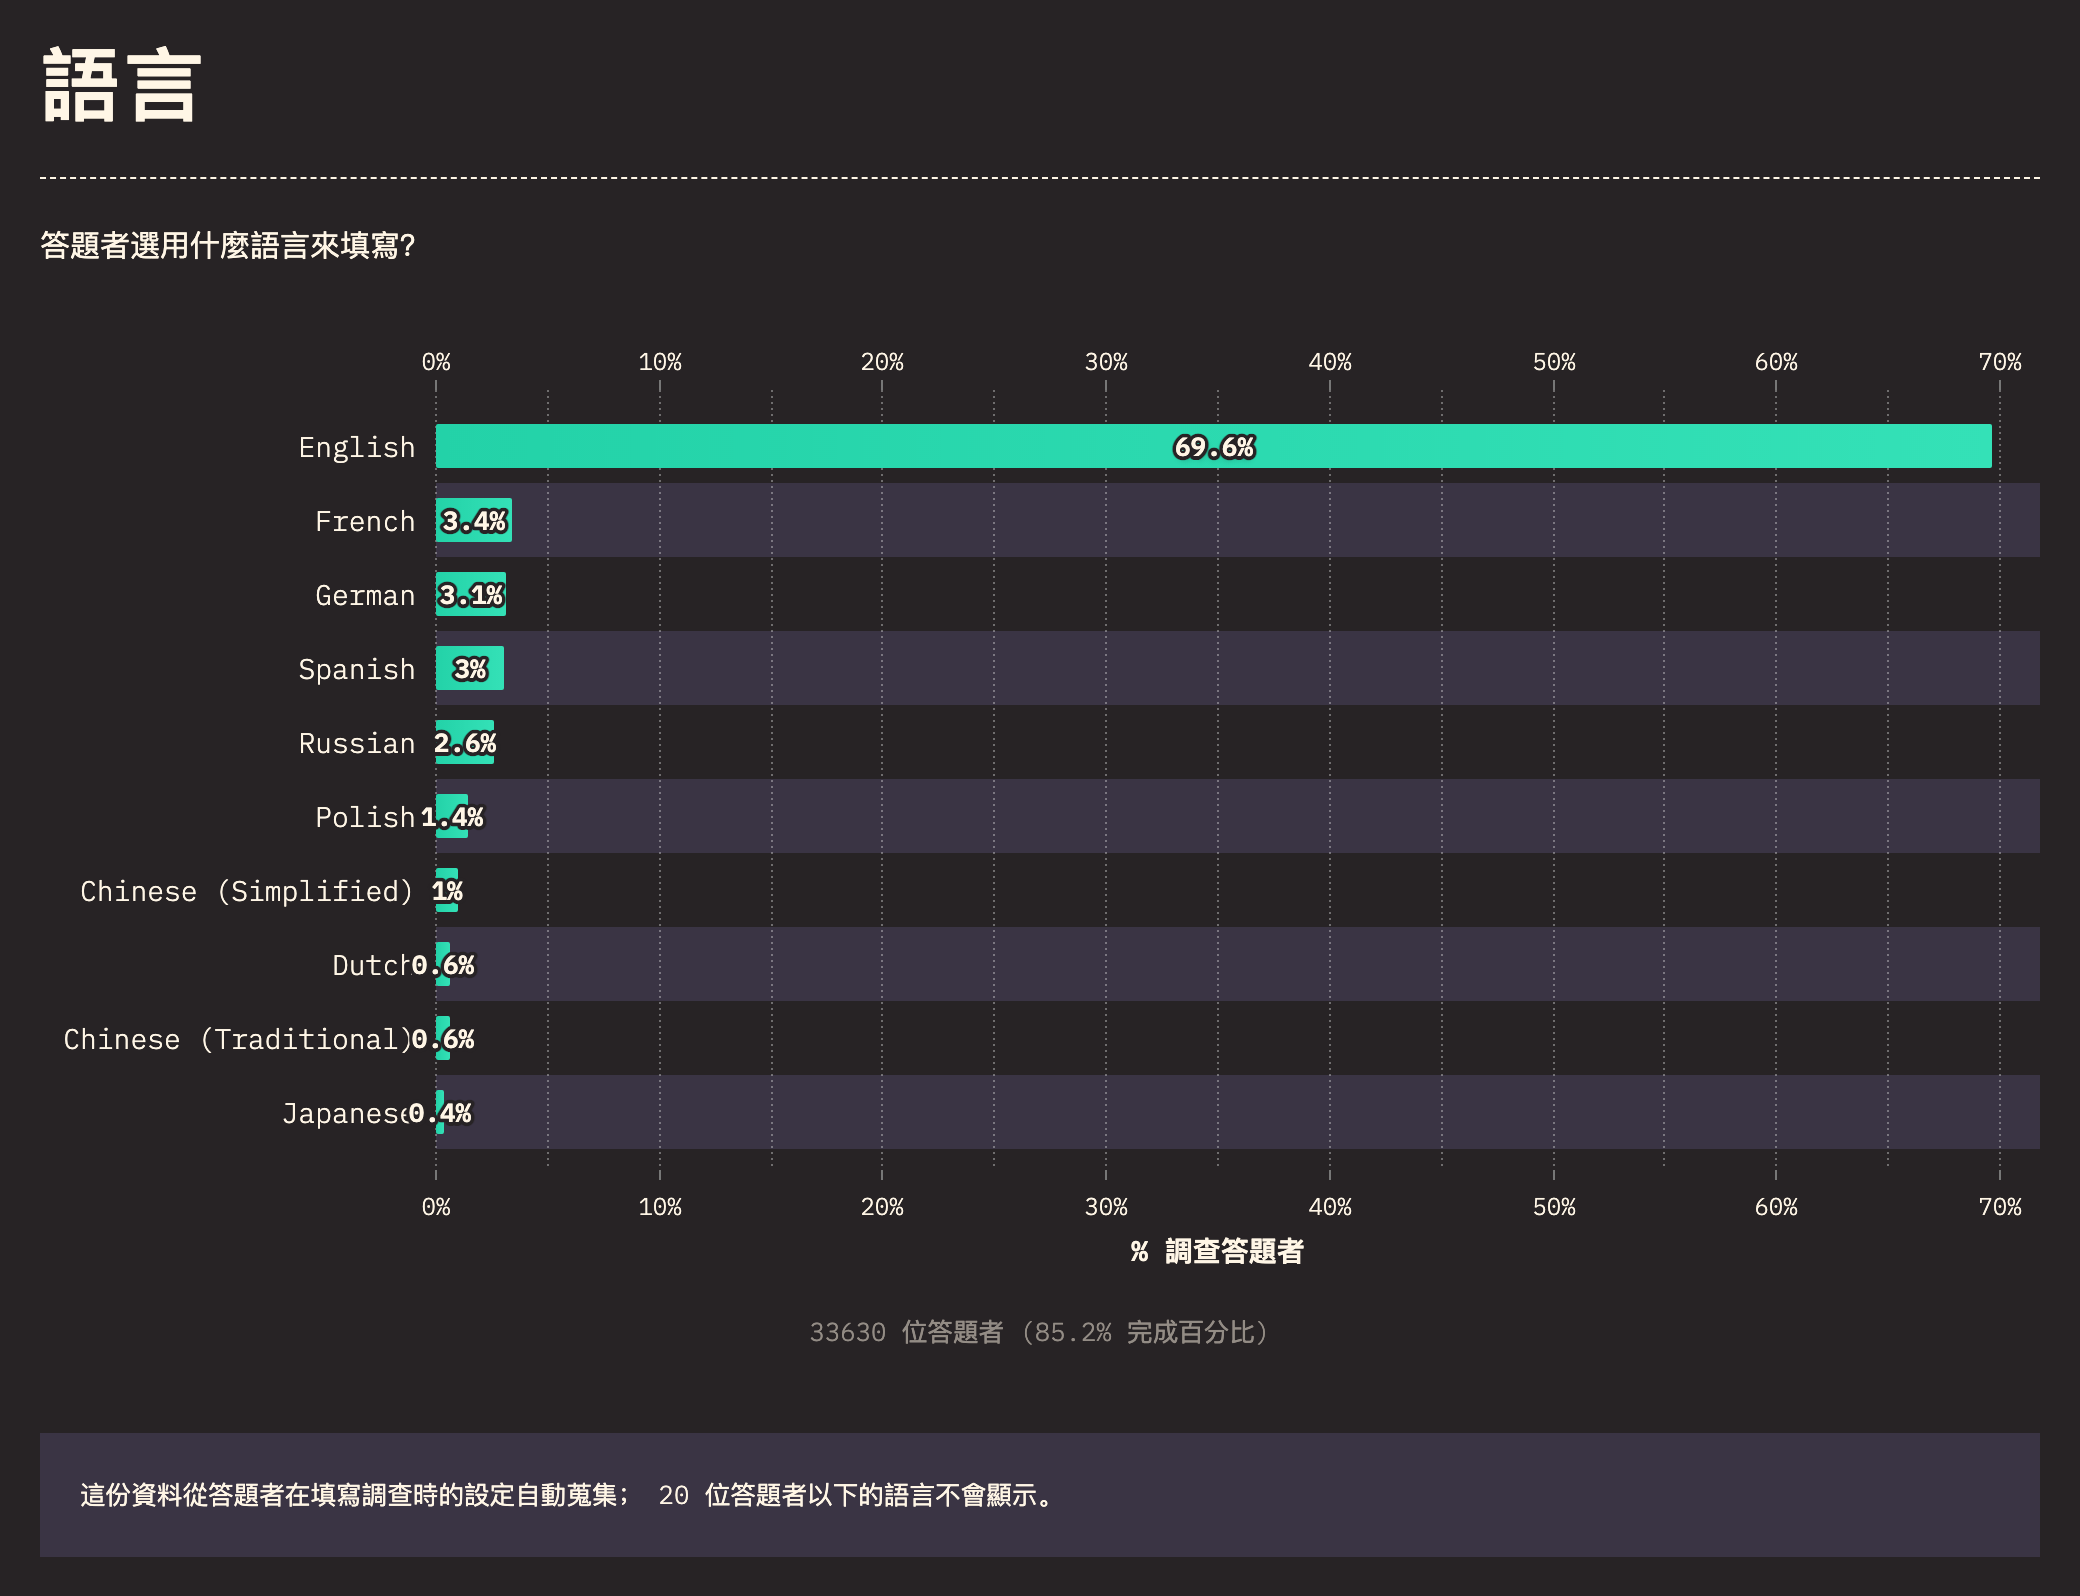 語言
答題者選用什麼語言來填寫?
0% 10% 20% 30% 40% 50% 60% 70%
English 69.6%
French 3.4%
German 3.1%
Spanish 3%
Russian 2.6%
Polish 1.4%
Chinese (Simplified) 1%
Dutch 0.6%
Chinese (Traditional) 0.6%
Japanese 0.4%
0% 10% 20% 30% 40% 50% 60% 70%
% 調查答題者
33630 位答題者 (85.2% 完成百分比)
這份資料從答題者在填寫調查時的設定自動蒐集; 20 位答題者以下的語言不會顯示。